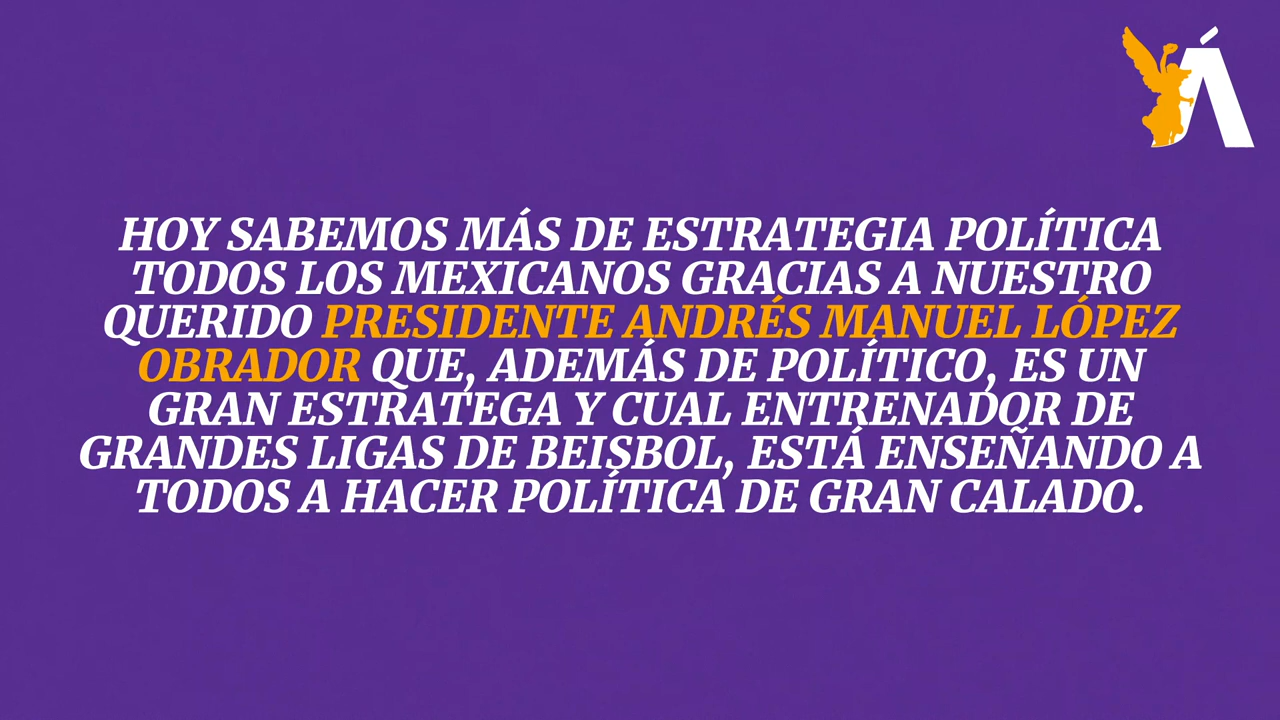 Á
HOY SABEMOS MÁS DE ESTRATEGIA POLÍTICA
TODOS LOS MEXICANOS GRACIAS A NUESTRO
QUERIDO PRESIDENTE ANDRÉS MANUEL LÓPEZ
OBRADOR QUE, ADEMÁS DE POLÍTICO, ES UN
GRAN ESTRATEGA Y CUAL ENTRENADOR DE
GRANDES LIGAS DE BEISBOL, ESTÁ ENSEÑANDO A
TODOS A HACER POLÍTICA DE GRAN CALADO.